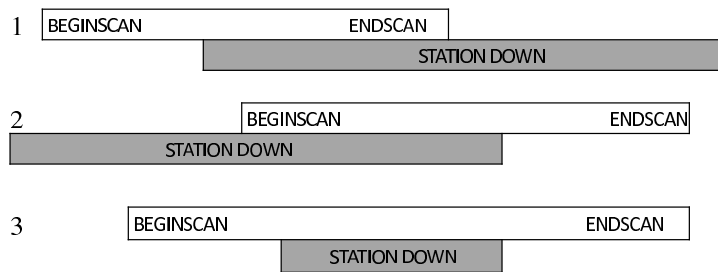 1 BEGINSCAN ENDSCAN
STATION DOWN
2 BEGINSCAN ENDSCAN
STATION DOWN
3 BEGINSCAN ENDSCAN
STATION DOWN